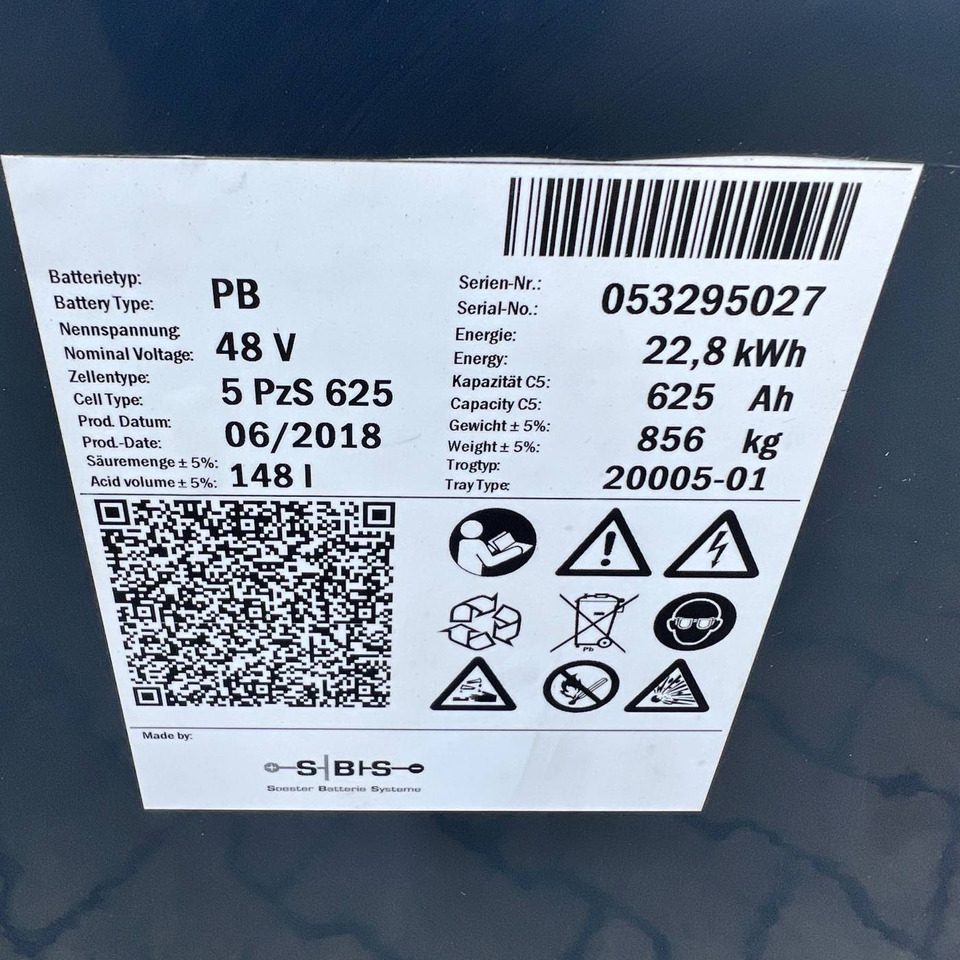 Batterietyp:
Battery Type: PB
Nennspannung:
Nominal Voltage: 48 V
Zellentype:
Cell Type: 5 PzS 625
Prod. Datum:
Prod.-Date: 06/2018
Säuremenge ± 5%:
Acid volume ± 5%: 148 l
Serien-Nr.:
Serial-No.: 053295027
Energie:
Energy: 22,8 kWh
Kapazität C5:
Capacity C5: 625 Ah
Gewicht ± 5%:
Weight ± 5%: 856 kg
Trogtyp:
Tray Type: 20005-01
Pb
Made by:
SBS
Soester Batterie Systeme